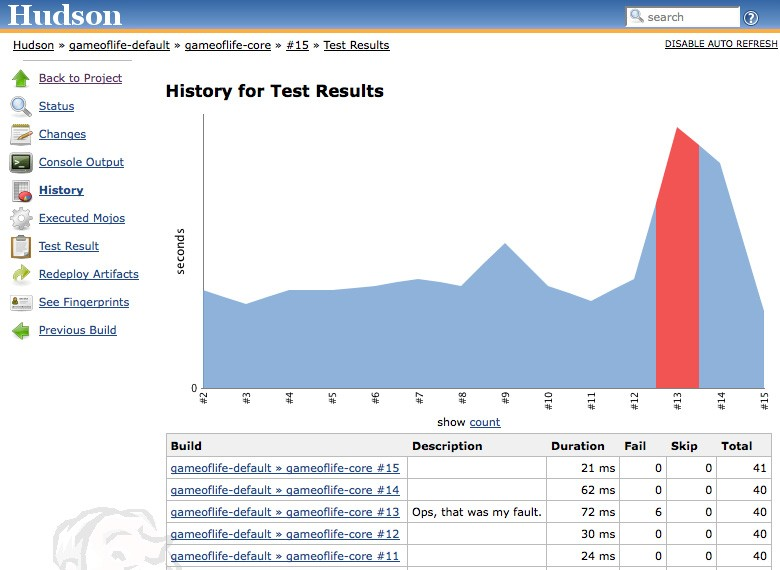 Hudson
search
?
Hudson » gameoflife-default » gameoflife-core » #15 » Test Results
DISABLE AUTO REFRESH
Back to Project
Status
Changes
Console Output
History
Executed Mojos
Test Result
Redeploy Artifacts
See Fingerprints
Previous Build
History for Test Results
seconds
0
#2 #3 #4 #5 #6 #7 #8 #9 #10 #11 #12 #13 #14 #15
show count
Build Description Duration Fail Skip Total
gameoflife-default » gameoflife-core #15 21 ms 0 0 41
gameoflife-default » gameoflife-core #14 62 ms 0 0 40
gameoflife-default » gameoflife-core #13 Ops, that was my fault. 72 ms 6 0 40
gameoflife-default » gameoflife-core #12 30 ms 0 0 40
gameoflife-default » gameoflife-core #11 24 ms 0 0 40